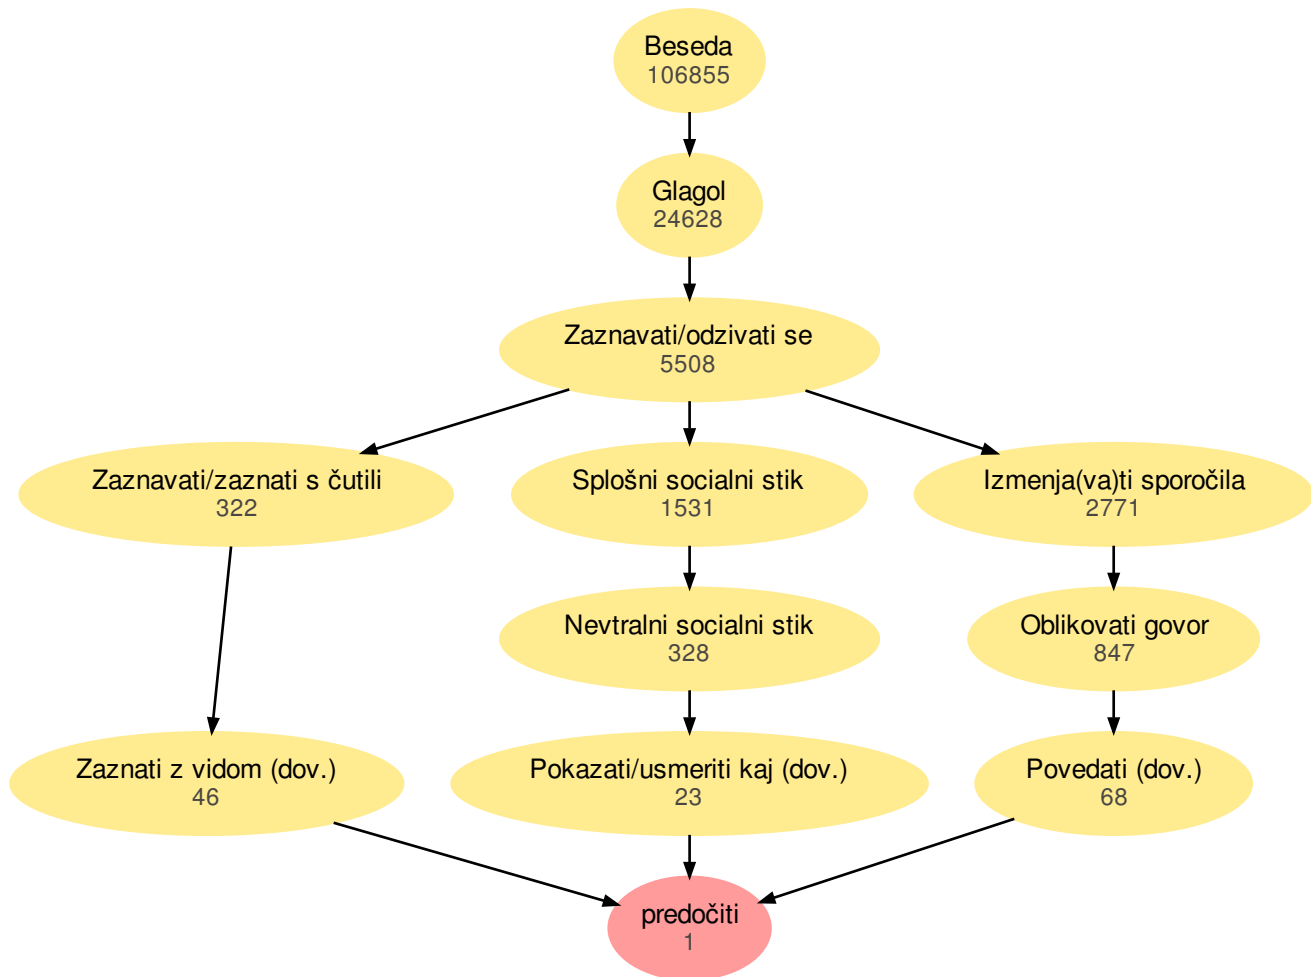 Beseda
106855
Glagol
24628
Zaznavati/odzivati se
5508
Zaznavati/zaznati s čutili
322
Splošni socialni stik
1531
Izmenja(va)ti sporočila
2771
Nevtralni socialni stik
328
Oblikovati govor
847
Zaznati z vidom (dov.)
46
Pokazati/usmeriti kaj (dov.)
23
Povedati (dov.)
68
predočiti
1